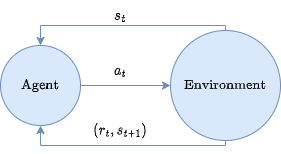 s_t
Agent
a_t
Environment
(r_t, s_{t+1})